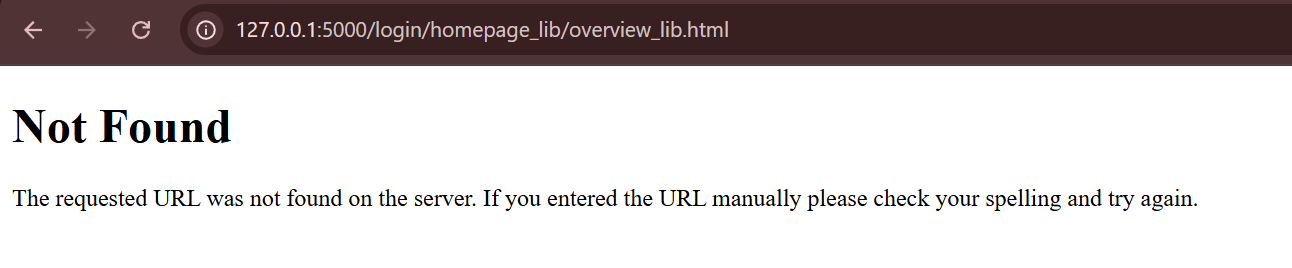 127.0.0.1:5000/login/homepage_lib/overview_lib.html
Not Found
The requested URL was not found on the server. If you entered the URL manually please check your spelling and try again.